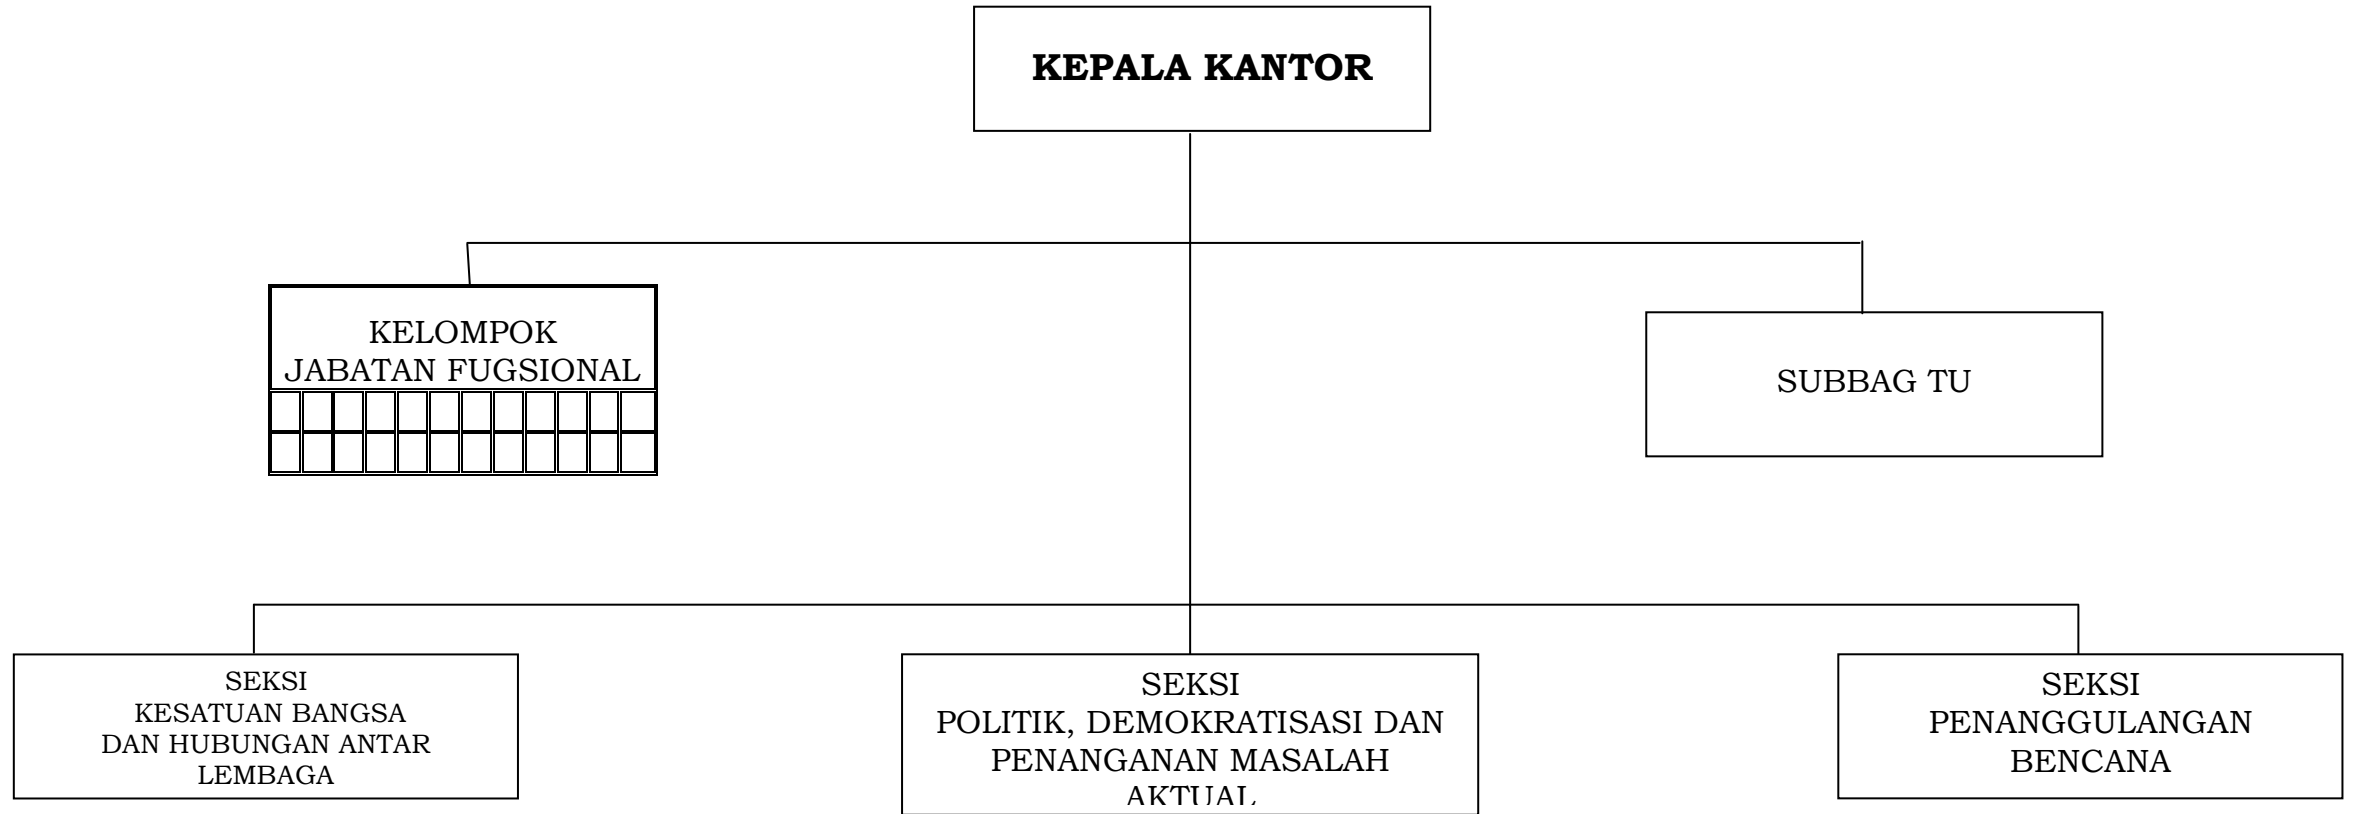 KEPALA KANTOR
KELOMPOK
JABATAN FUGSIONAL
SUBBAG TU
SEKSI
KESATUAN BANGSA
DAN HUBUNGAN ANTAR
LEMBAGA
SEKSI
POLITIK, DEMOKRATISASI DAN
PENANGANAN MASALAH
AKTUAL
SEKSI
PENANGGULANGAN
BENCANA